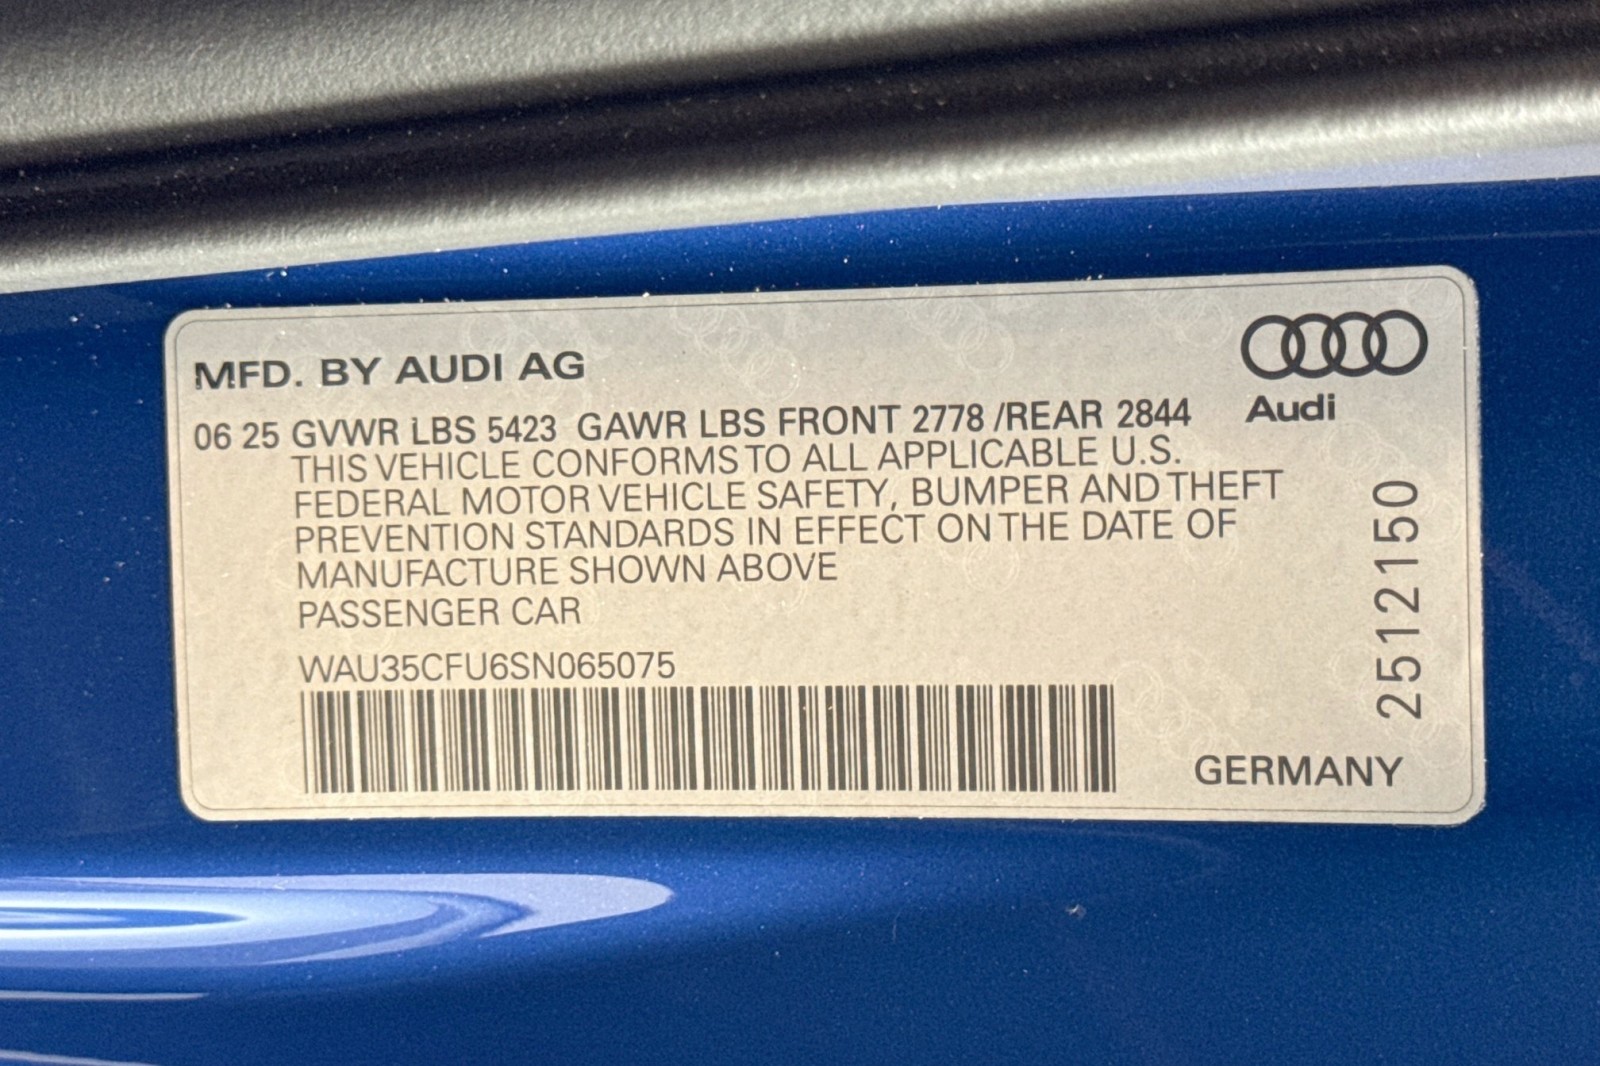 MFD. BY AUDI AG
Audi
06 25 GVWR LBS 5423 GAWR LBS FRONT 2778 /REAR 2844
THIS VEHICLE CONFORMS TO ALL APPLICABLE U.S.
FEDERAL MOTOR VEHICLE SAFETY, BUMPER AND THEFT
PREVENTION STANDARDS IN EFFECT ON THE DATE OF
MANUFACTURE SHOWN ABOVE
PASSENGER CAR
WAU35CFU6SN065075
2512150
GERMANY